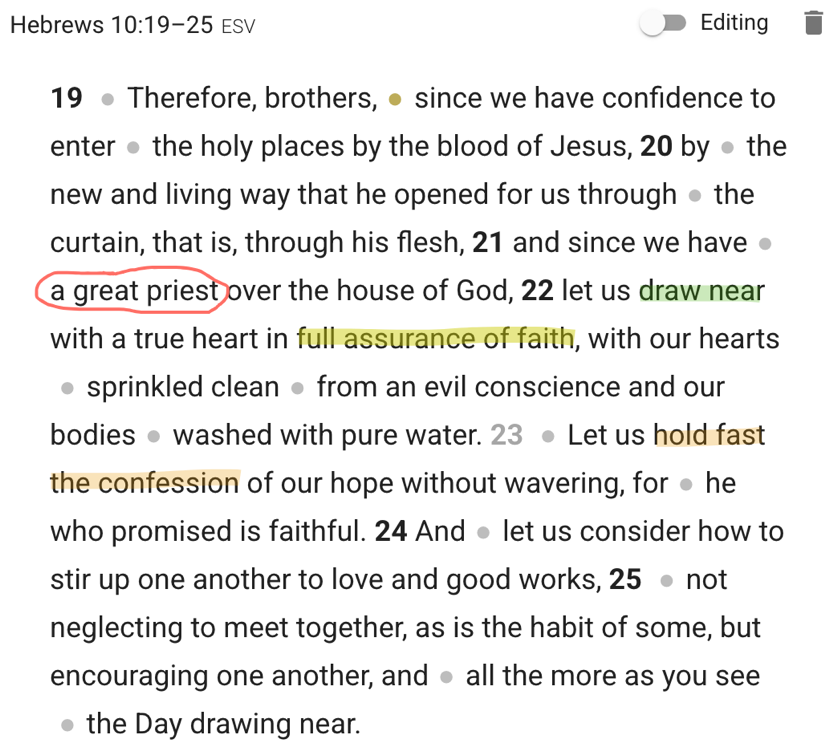 Hebrews 10:19–25 ESV
Editing
19 Therefore, brothers, since we have confidence to
enter the holy places by the blood of Jesus, 20 by the
new and living way that he opened for us through the
curtain, that is, through his flesh, 21 and since we have
a great priest over the house of God, 22 let us draw near
with a true heart in full assurance of faith, with our hearts
sprinkled clean from an evil conscience and our
bodies washed with pure water. 23 Let us hold fast
the confession of our hope without wavering, for he
who promised is faithful. 24 And let us consider how to
stir up one another to love and good works, 25 not
neglecting to meet together, as is the habit of some, but
encouraging one another, and all the more as you see
the Day drawing near.